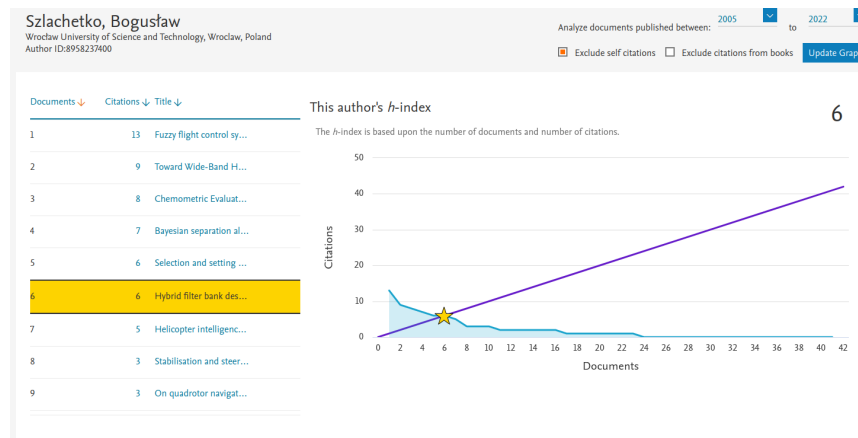 Szlachetko, Bogusław
Wrocław University of Science and Technology, Wroclaw, Poland
Author ID:8958237400
Analyze documents published between: 2005 to 2022
Exclude self citations Exclude citations from books Update Grap
Documents Citations Title
1 13 Fuzzy flight control sy...
2 9 Toward Wide-Band H...
3 8 Chemometric Evaluat...
4 7 Bayesian separation al...
5 6 Selection and setting ...
6 6 Hybrid filter bank des...
7 5 Helicopter intelligenc...
8 3 Stabilisation and steer...
9 3 On quadrotor navigat...
This author's h-index
6
The h-index is based upon the number of documents and number of citations.
50
40
30
20
10
0
Citations
0 2 4 6 8 10 12 14 16 18 20 22 24 26 28 30 32 34 36 38 40 42
Documents